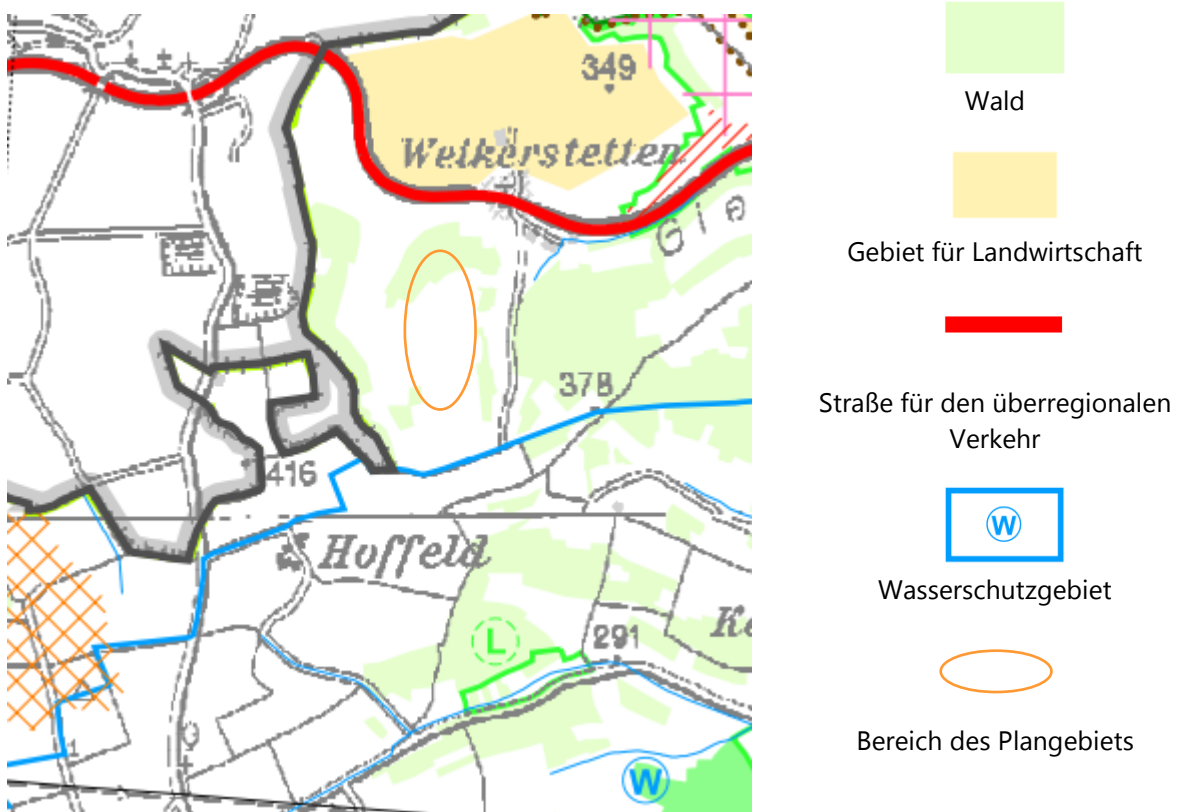 349
Weikerstetten
Gie
378
416
Hoffeld
L
291
Ke
1
W
Wald
Gebiet für Landwirtschaft
Straße für den überregionalen
Verkehr
W
Wasserschutzgebiet
Bereich des Plangebiets